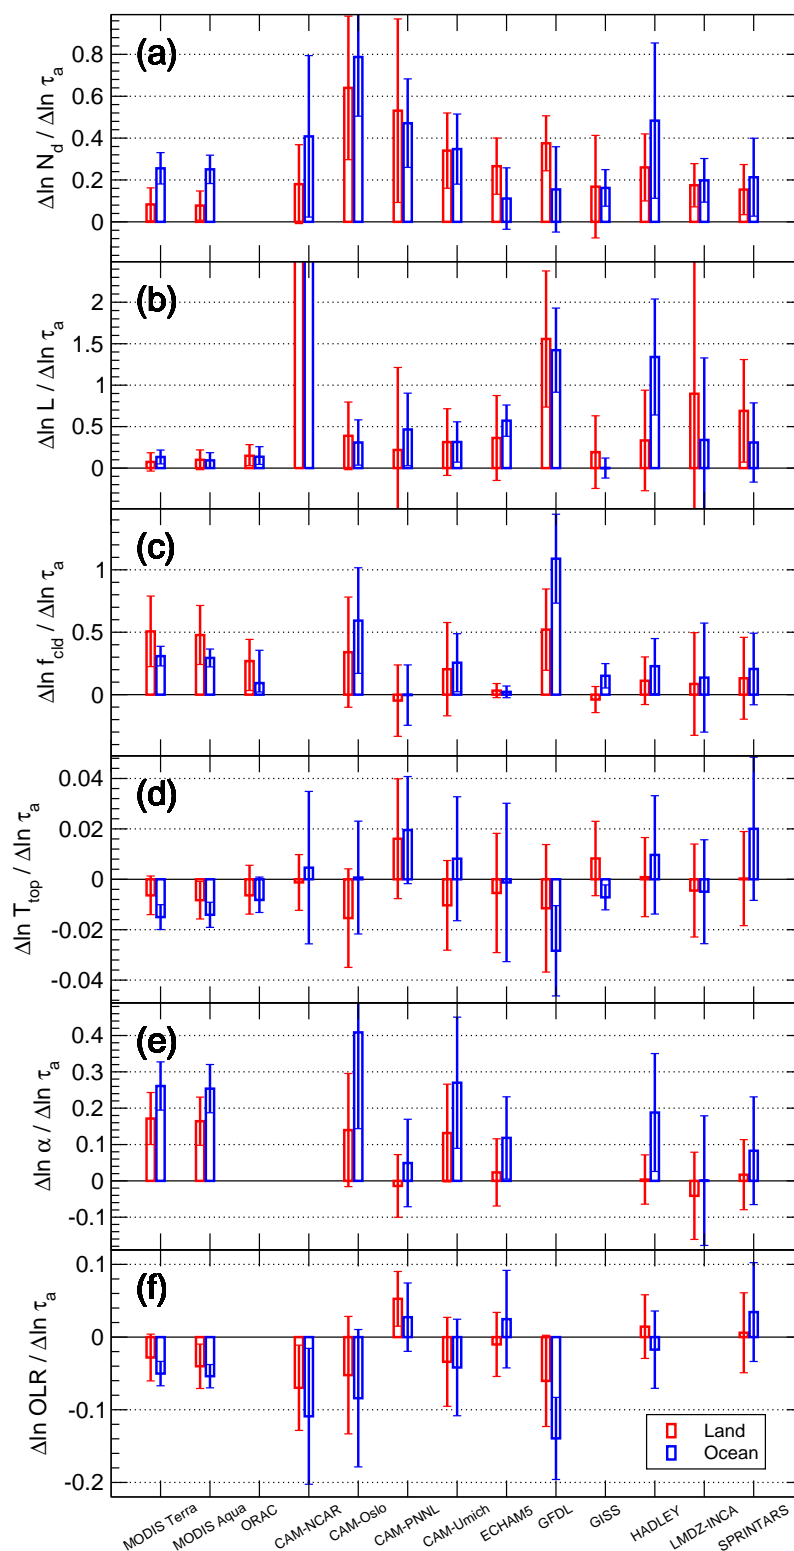 (a)
Δln N_d / Δln τ_a
0.8
0.6
0.4
0.2
0
(b)
Δln L / Δln τ_a
2
1.5
1
0.5
0
(c)
Δln f_cld / Δln τ_a
1
0.5
0
(d)
Δln T_top / Δln τ_a
0.04
0.02
0
-0.02
-0.04
(e)
Δln α / Δln τ_a
0.4
0.3
0.2
0.1
0
-0.1
(f)
Δln OLR / Δln τ_a
0.1
0
-0.1
-0.2
Land
Ocean
MODIS Terra
MODIS Aqua
ORAC
CAM-NCAR
CAM-Oslo
CAM-PNNL
CAM-Umich
ECHAM5
GFDL
GISS
HADLEY
LMDZ-INCA
SPRINTARS